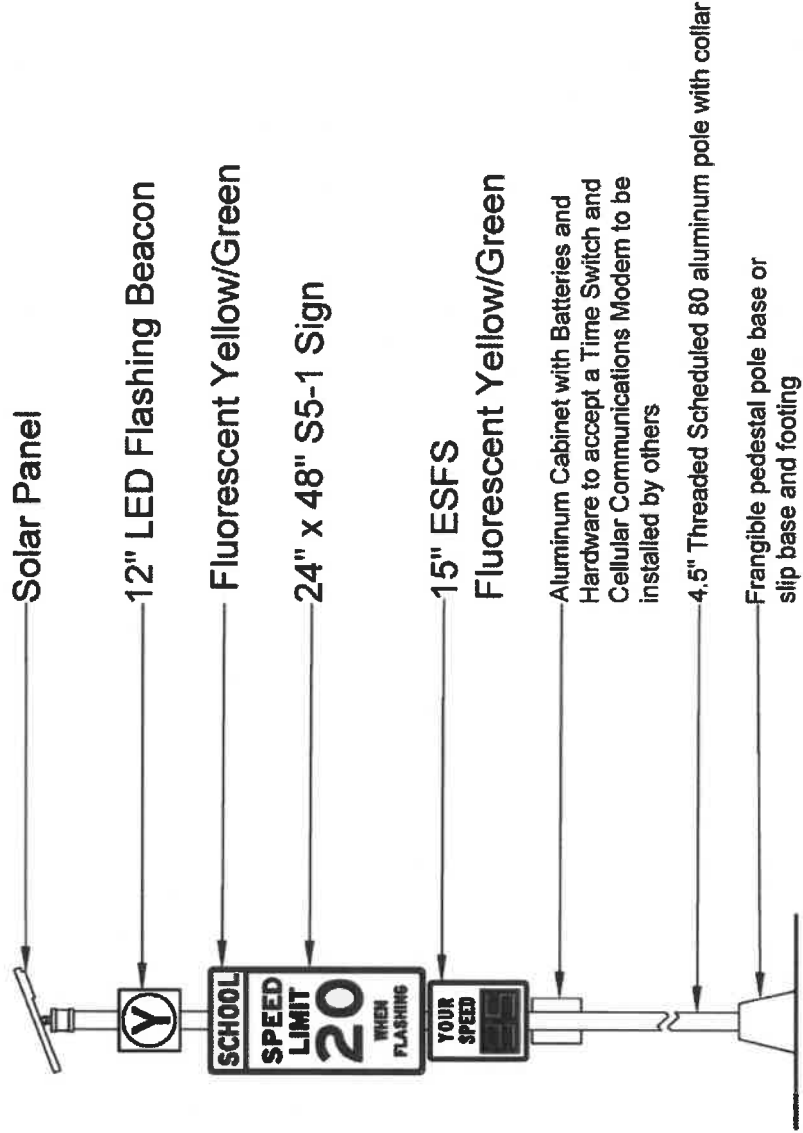 Solar Panel
12" LED Flashing Beacon
Fluorescent Yellow/Green
24" x 48" S5-1 Sign
15" ESFS
Fluorescent Yellow/Green
Aluminum Cabinet with Batteries and
Hardware to accept a Time Switch and
Cellular Communications Modem to be
installed by others
4.5" Threaded Scheduled 80 aluminum pole with collar
Frangible pedestal pole base or
slip base and footing
Y
SCHOOL
SPEED
LIMIT
20
WHEN
FLASHING
YOUR
SPEED